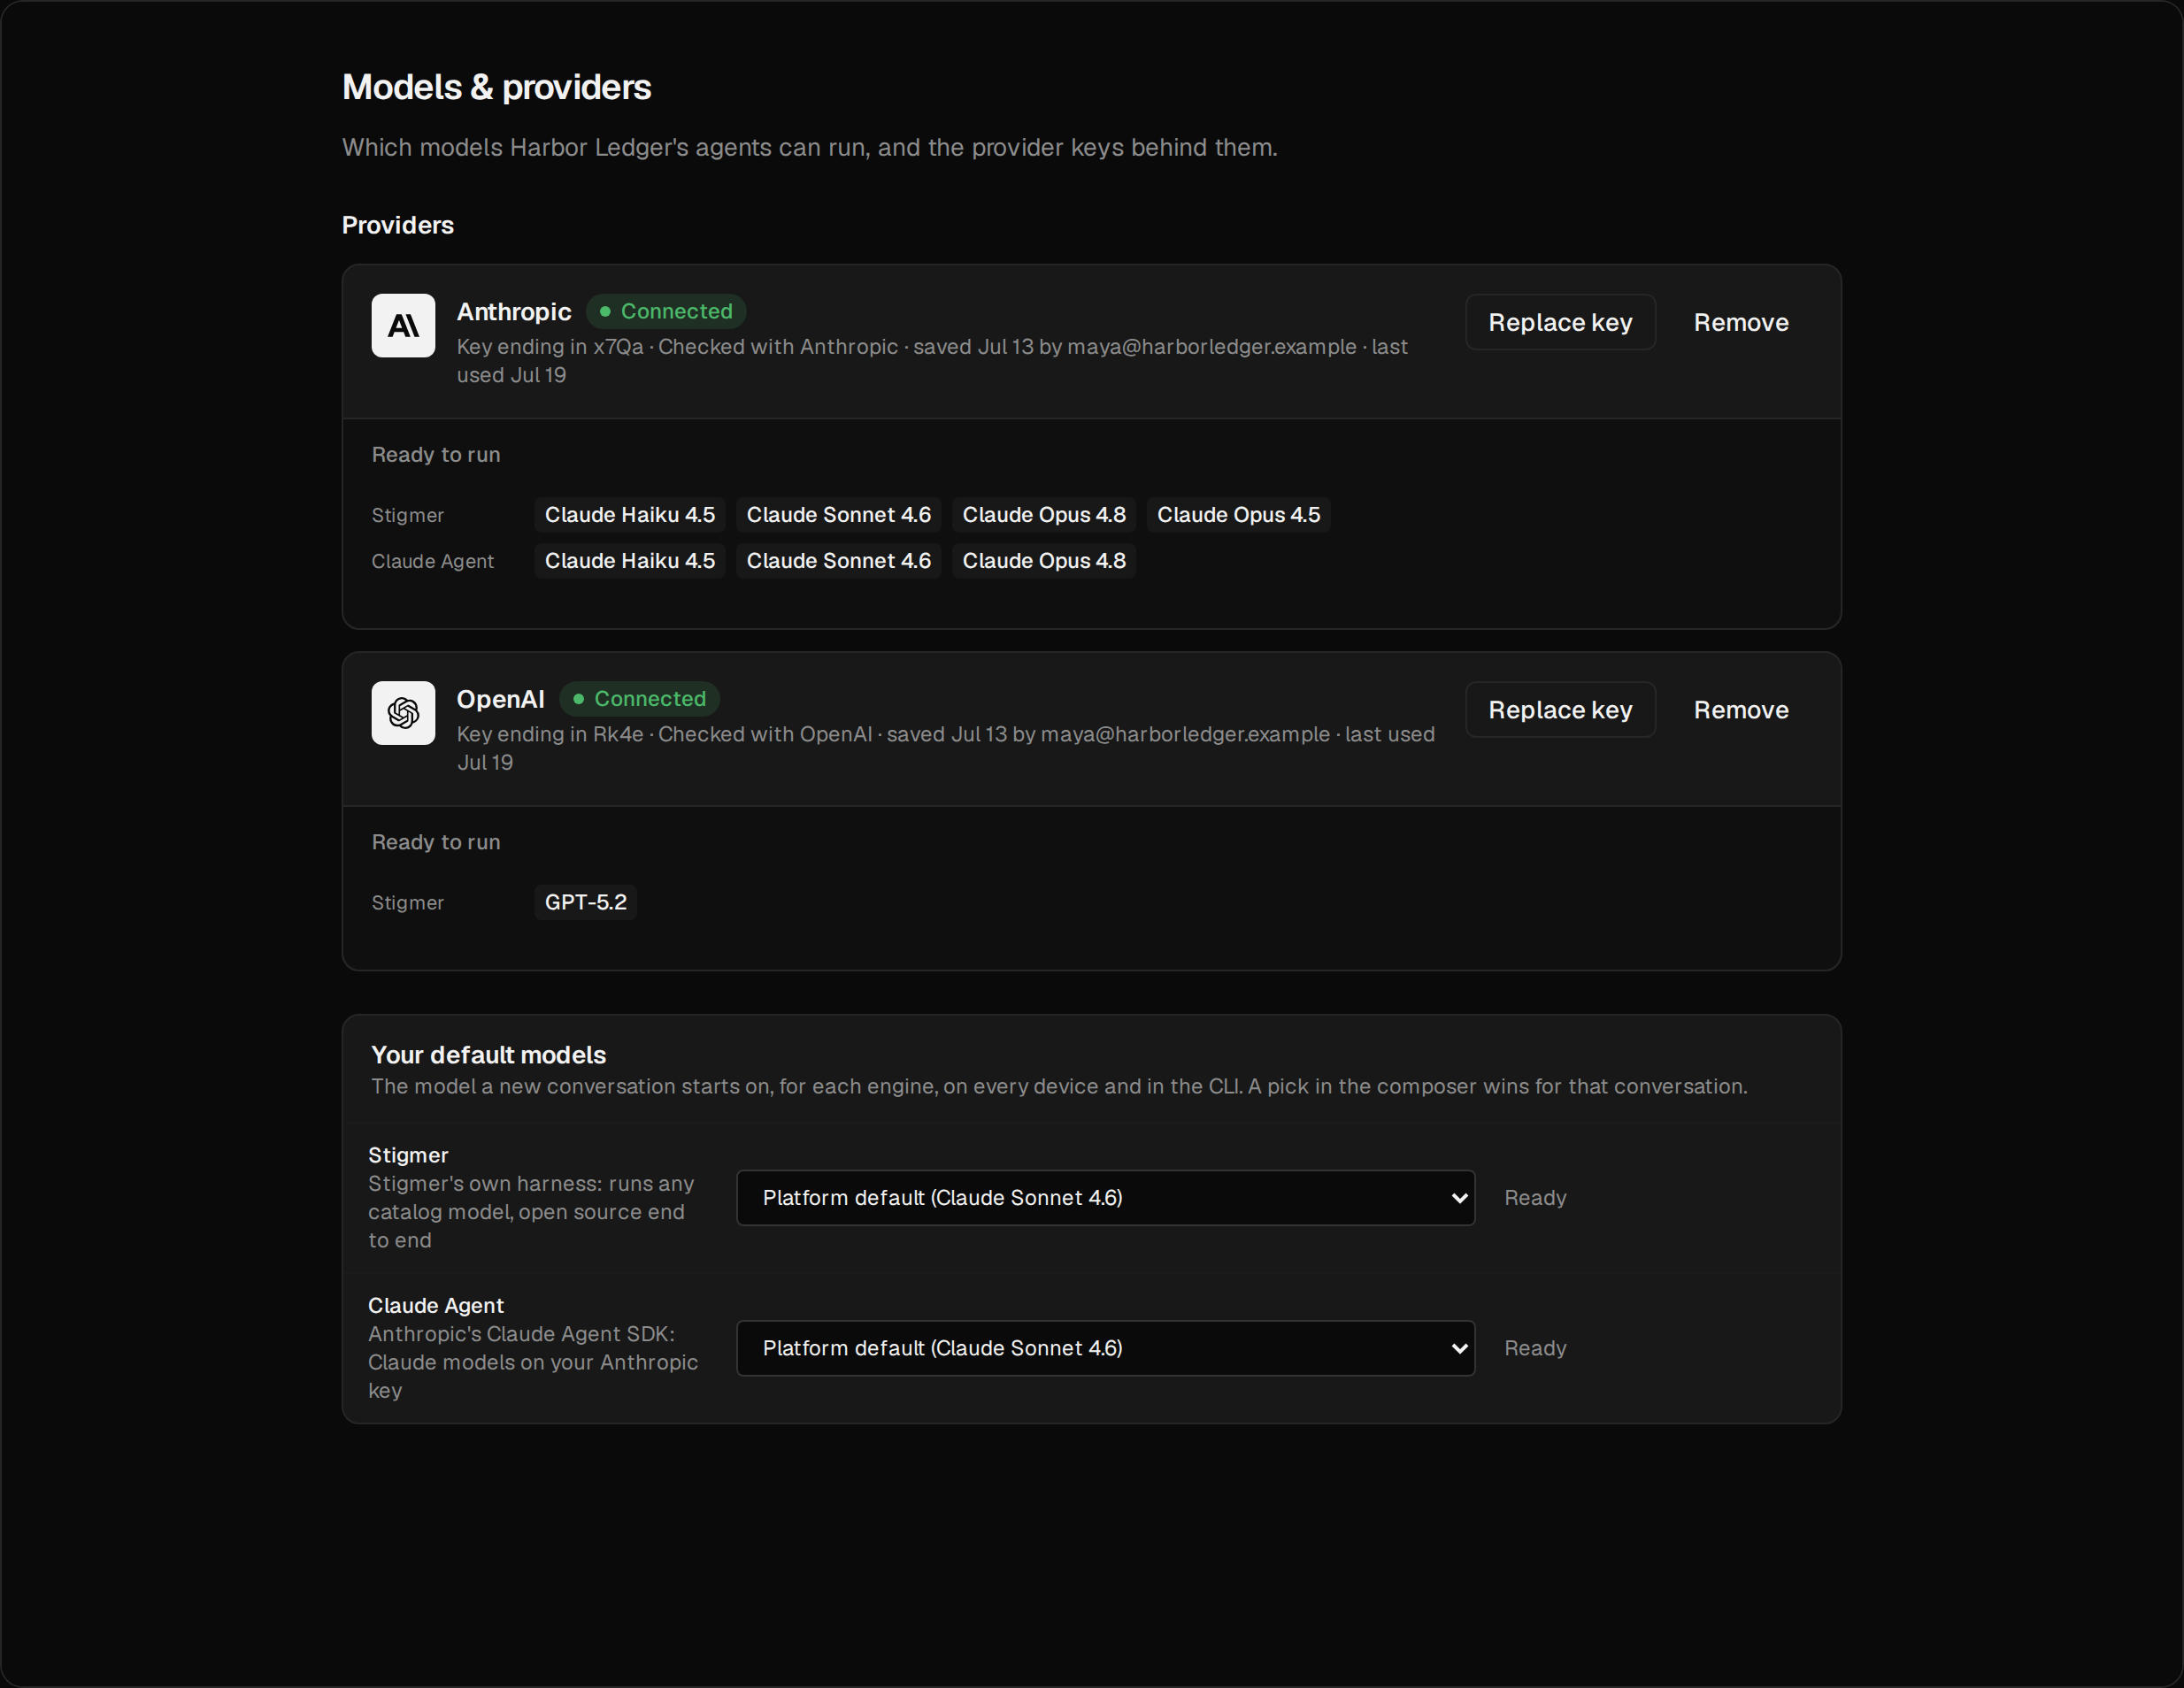 Models & providers
Which models Harbor Ledger's agents can run, and the provider keys behind them.
Providers
Anthropic
Connected
Key ending in x7Qa · Checked with Anthropic · saved Jul 13 by maya@harborledger.example · last
used Jul 19
Replace key
Remove
Ready to run
Stigmer
Claude Haiku 4.5
Claude Sonnet 4.6
Claude Opus 4.8
Claude Opus 4.5
Claude Agent
Claude Haiku 4.5
Claude Sonnet 4.6
Claude Opus 4.8
OpenAI
Connected
Key ending in Rk4e · Checked with OpenAI · saved Jul 13 by maya@harborledger.example · last used
Jul 19
Replace key
Remove
Ready to run
Stigmer
GPT-5.2
Your default models
The model a new conversation starts on, for each engine, on every device and in the CLI. A pick in the composer wins for that conversation.
Stigmer
Stigmer's own harness: runs any
catalog model, open source end
to end
Platform default (Claude Sonnet 4.6)
Ready
Claude Agent
Anthropic's Claude Agent SDK:
Claude models on your Anthropic
key
Platform default (Claude Sonnet 4.6)
Ready